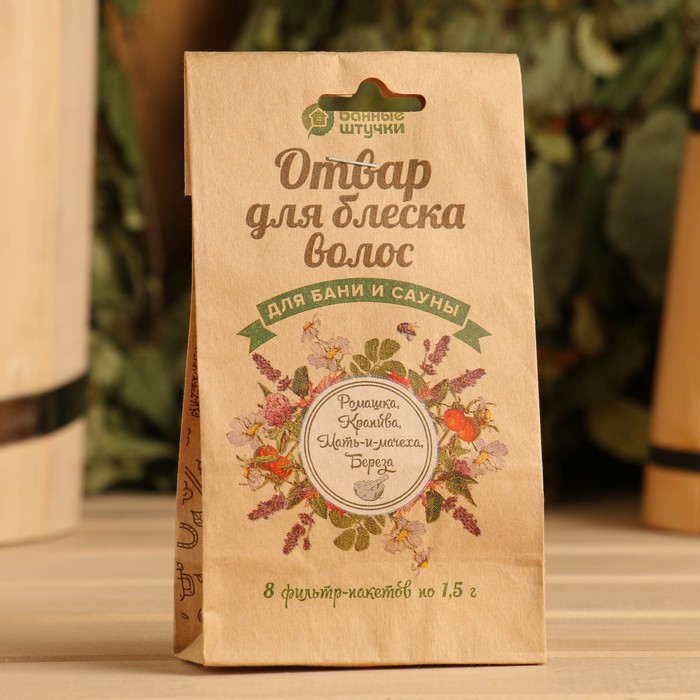 банные
штучки
Отвар
для блеска
волос
ДЛЯ БАНИ И САУНЫ
Ромашка,
Крапива,
Мать-и-мачеха,
Береза
8 фильтр-пакетов по 1,5 г